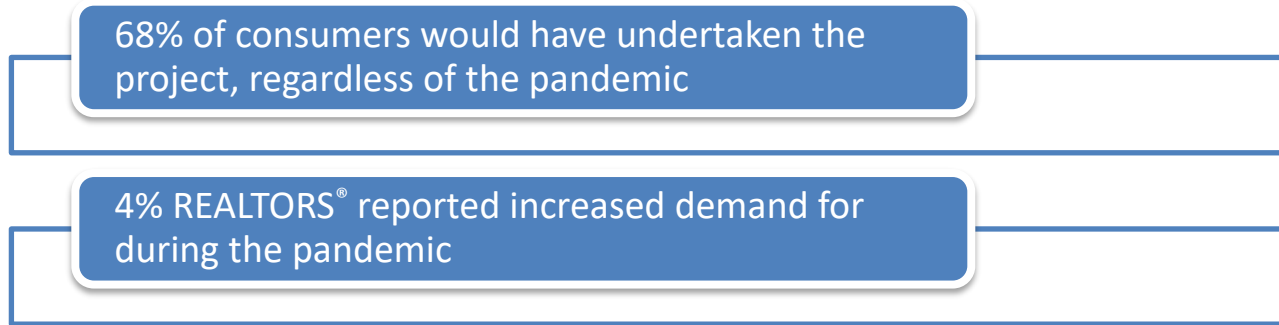 68% of consumers would have undertaken the
project, regardless of the pandemic
4% REALTORS® reported increased demand for
during the pandemic